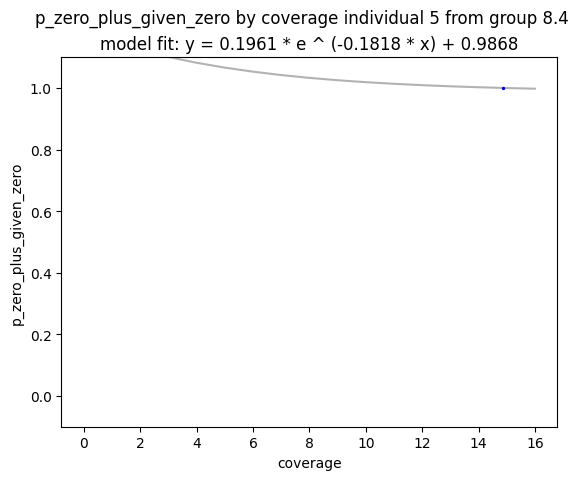 p_zero_plus_given_zero by coverage individual 5 from group 8.4
model fit: y = 0.1961 * e ^ (-0.1818 * x) + 0.9868
p_zero_plus_given_zero
1.0
0.8
0.6
0.4
0.2
0.0
0 2 4 6 8 10 12 14 16
coverage